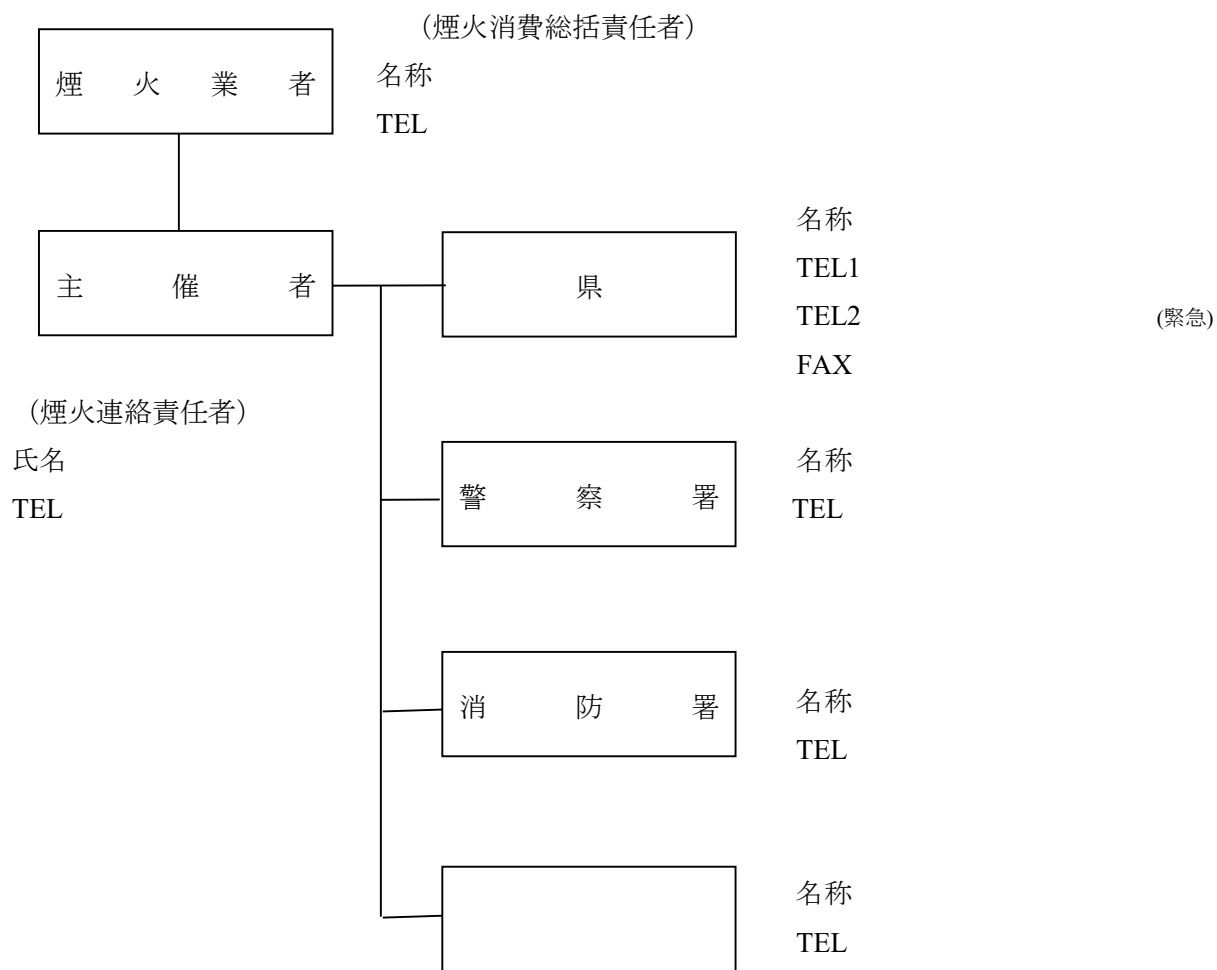 （煙火消費総括責任者）
煙火業者
名称
TEL
主催者
県
名称
TEL1
TEL2 (緊急)
FAX
（煙火連絡責任者）
氏名
TEL
警察署
名称
TEL
消防署
名称
TEL
名称
TEL